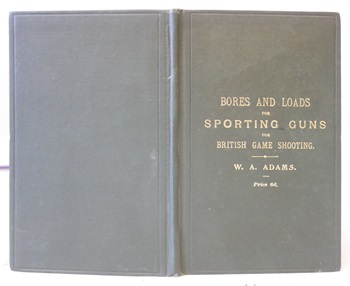 BORES AND LOADS
FOR
SPORTING GUNS
FOR
BRITISH GAME SHOOTING.
W. A. ADAMS.
Price 6d.